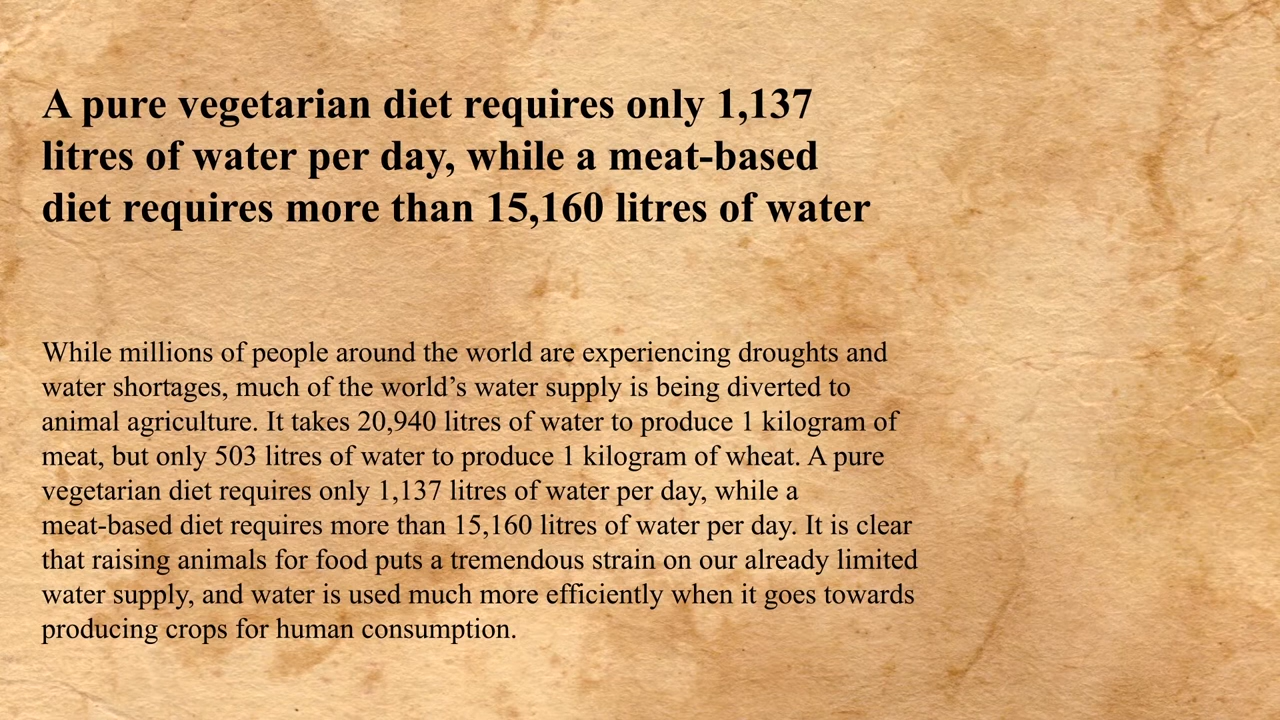 A pure vegetarian diet requires only 1,137
litres of water per day, while a meat-based
diet requires more than 15,160 litres of water
While millions of people around the world are experiencing droughts and
water shortages, much of the world’s water supply is being diverted to
animal agriculture. It takes 20,940 litres of water to produce 1 kilogram of
meat, but only 503 litres of water to produce 1 kilogram of wheat. A pure
vegetarian diet requires only 1,137 litres of water per day, while a
meat-based diet requires more than 15,160 litres of water per day. It is clear
that raising animals for food puts a tremendous strain on our already limited
water supply, and water is used much more efficiently when it goes towards
producing crops for human consumption.